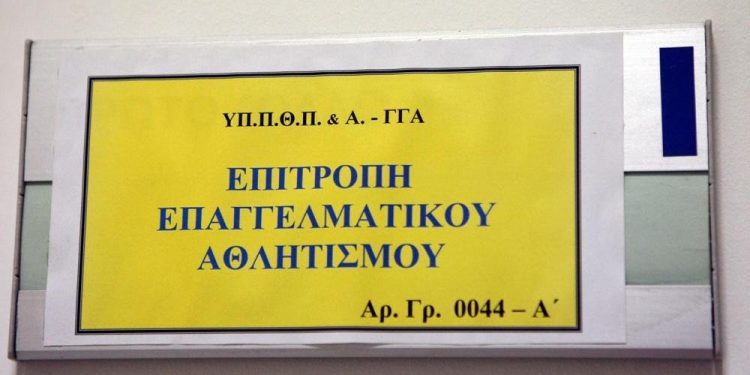 ΥΠ.Π.Θ.Π. & Α. - ΓΓΑ
ΕΠΙΤΡΟΠΗ
ΕΠΑΓΓΕΛΜΑΤΙΚΟΥ
ΑΘΛΗΤΙΣΜΟΥ
Αρ. Γρ. 0044 – Α΄